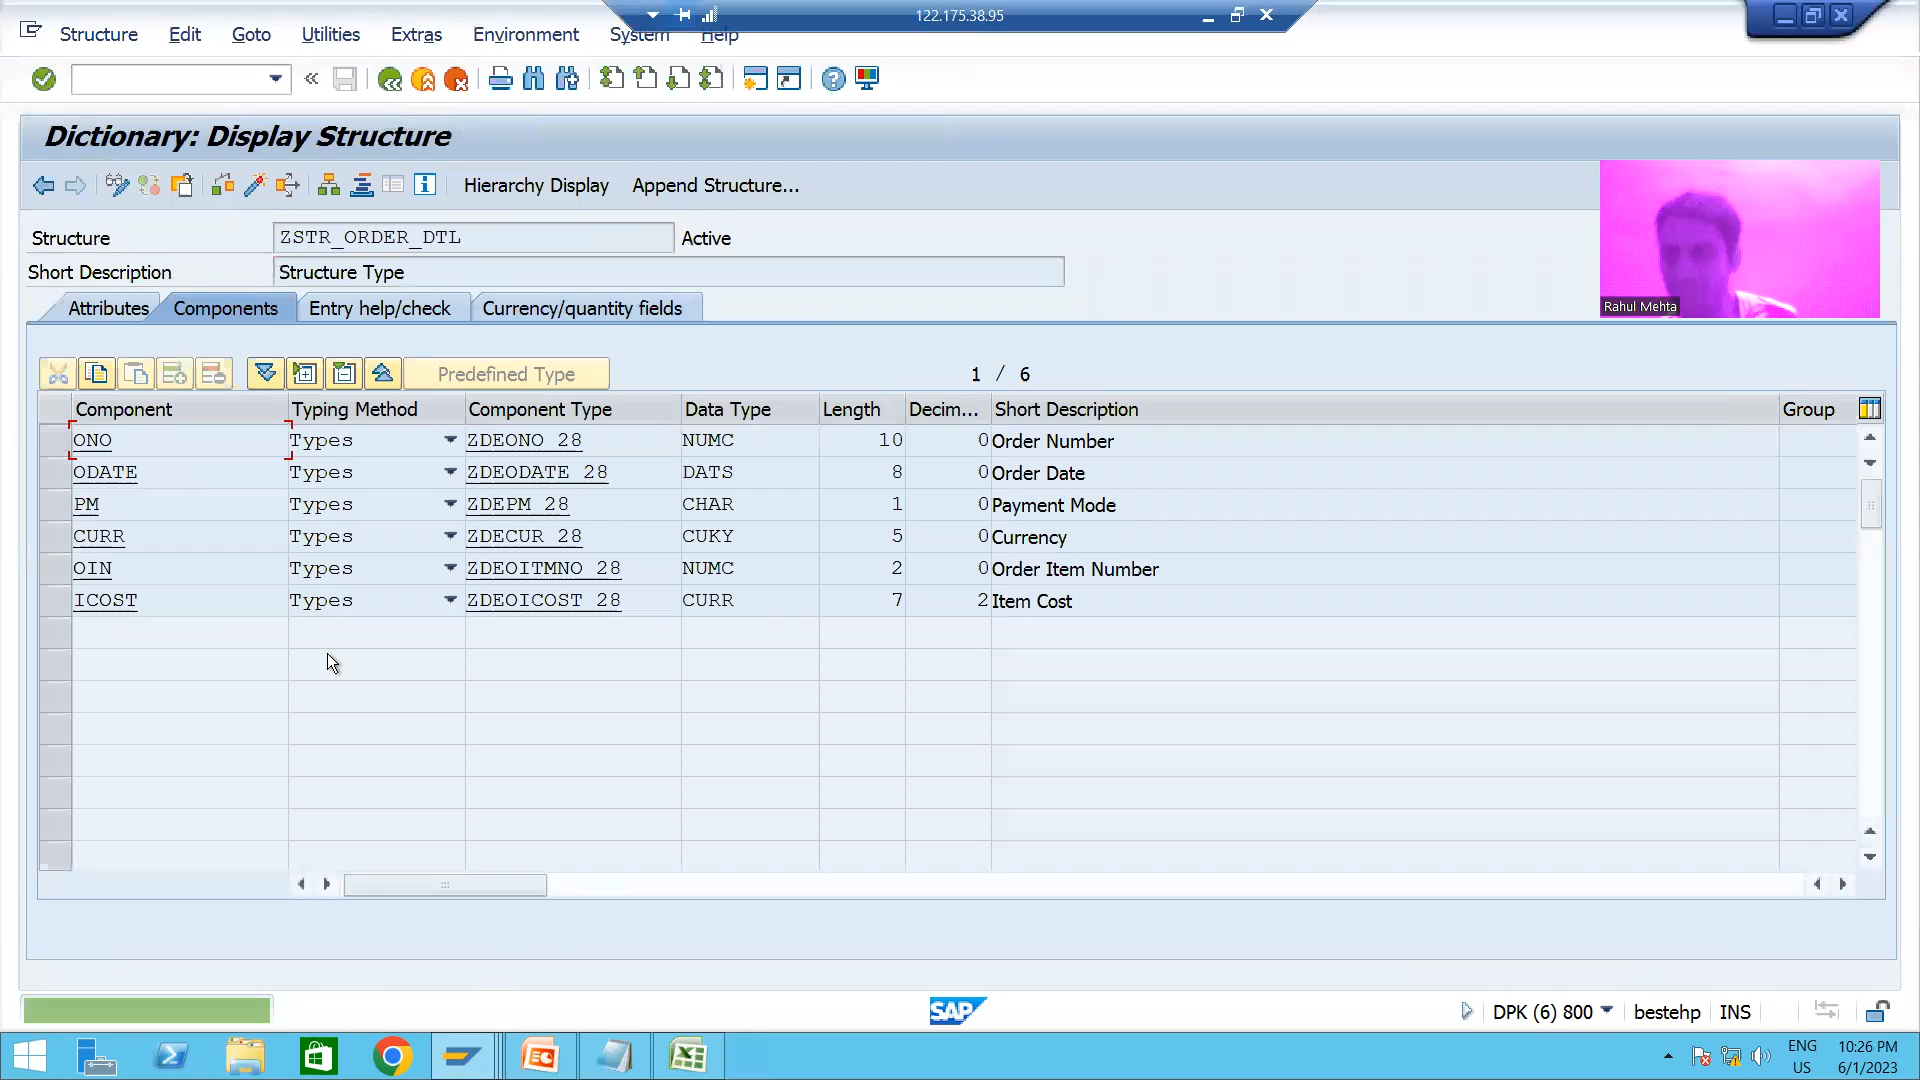 122.175.38.95
Structure Edit Goto Utilities Extras Environment System Help
Dictionary: Display Structure
Hierarchy Display Append Structure...
Structure ZSTR_ORDER_DTL Active
Short Description Structure Type
Rahul Mehta
Attributes Components Entry help/check Currency/quantity fields
Predefined Type 1 / 6
Component Typing Method Component Type Data Type Length Decim... Short Description Group
ONO Types ZDEONO_28 NUMC 10 0 Order Number
ODATE Types ZDEODATE_28 DATS 8 0 Order Date
PM Types ZDEPM_28 CHAR 1 0 Payment Mode
CURR Types ZDECUR_28 CUKY 5 0 Currency
OIN Types ZDEOITMNO_28 NUMC 2 0 Order Item Number
ICOST Types ZDEOICOST_28 CURR 7 2 Item Cost
SAP DPK (6) 800 bestehp INS
ENG 10:26 PM
US 6/1/2023